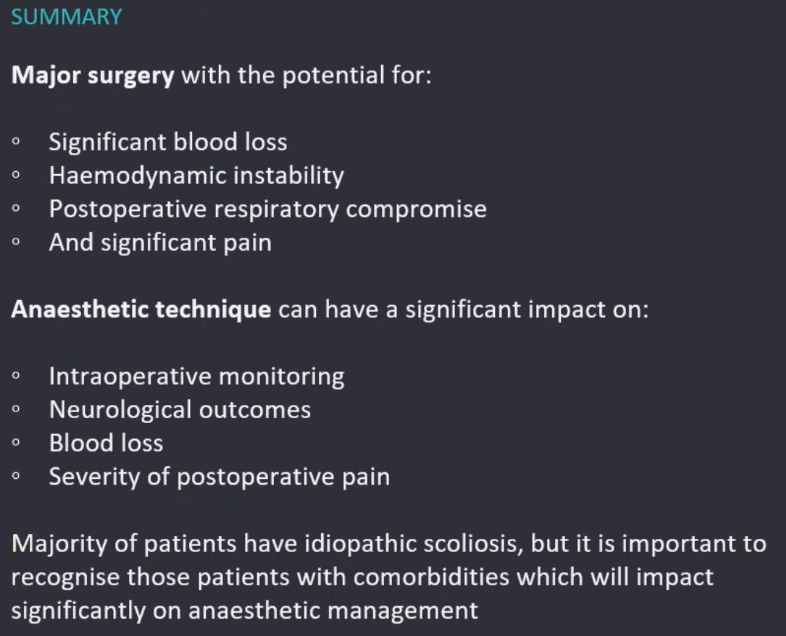 SUMMARY
Major surgery with the potential for:
◦ Significant blood loss
◦ Haemodynamic instability
◦ Postoperative respiratory compromise
◦ And significant pain
Anaesthetic technique can have a significant impact on:
◦ Intraoperative monitoring
◦ Neurological outcomes
◦ Blood loss
◦ Severity of postoperative pain
Majority of patients have idiopathic scoliosis, but it is important to
recognise those patients with comorbidities which will impact
significantly on anaesthetic management